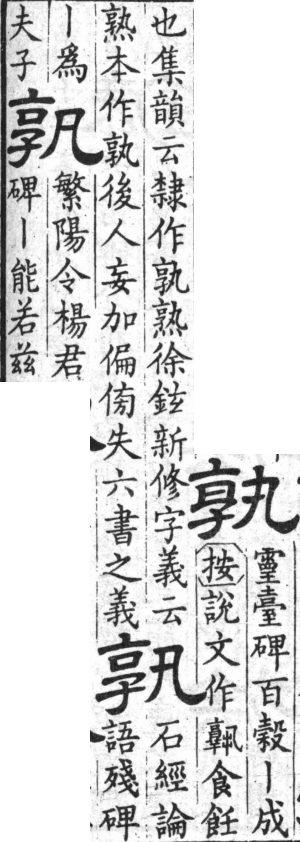 孰
靈臺碑百穀丨成
按說文作食飪
也集韻云隸作孰熟徐鉉新修字義云
熟本作孰後人妄加偏傍失六書之義
孰
石經論
語殘碑
丨爲
夫子
孰
繁陽令楊君
碑丨能若茲